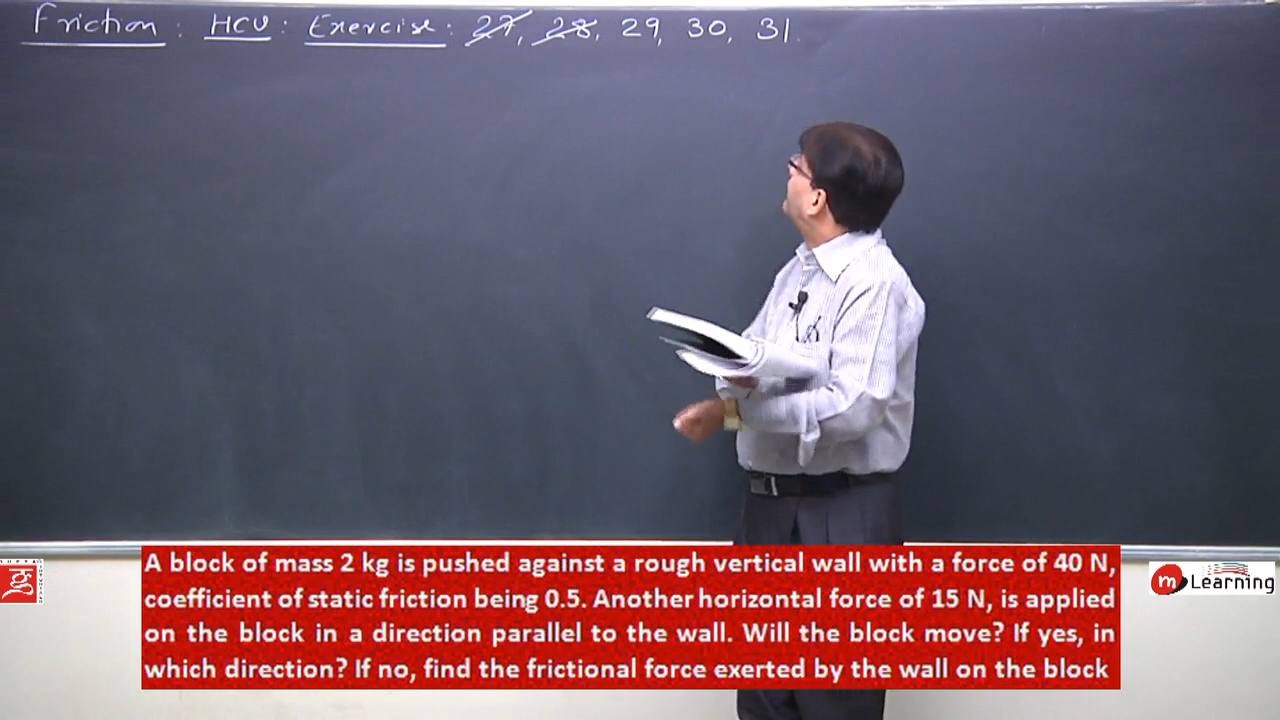 Friction : HCV : Exercise : 27, 28, 29, 30, 31.
A block of mass 2 kg is pushed against a rough vertical wall with a force of 40 N,
coefficient of static friction being 0.5. Another horizontal force of 15 N, is applied
on the block in a direction parallel to the wall. Will the block move? If yes, in
which direction? If no, find the frictional force exerted by the wall on the block
m Learning